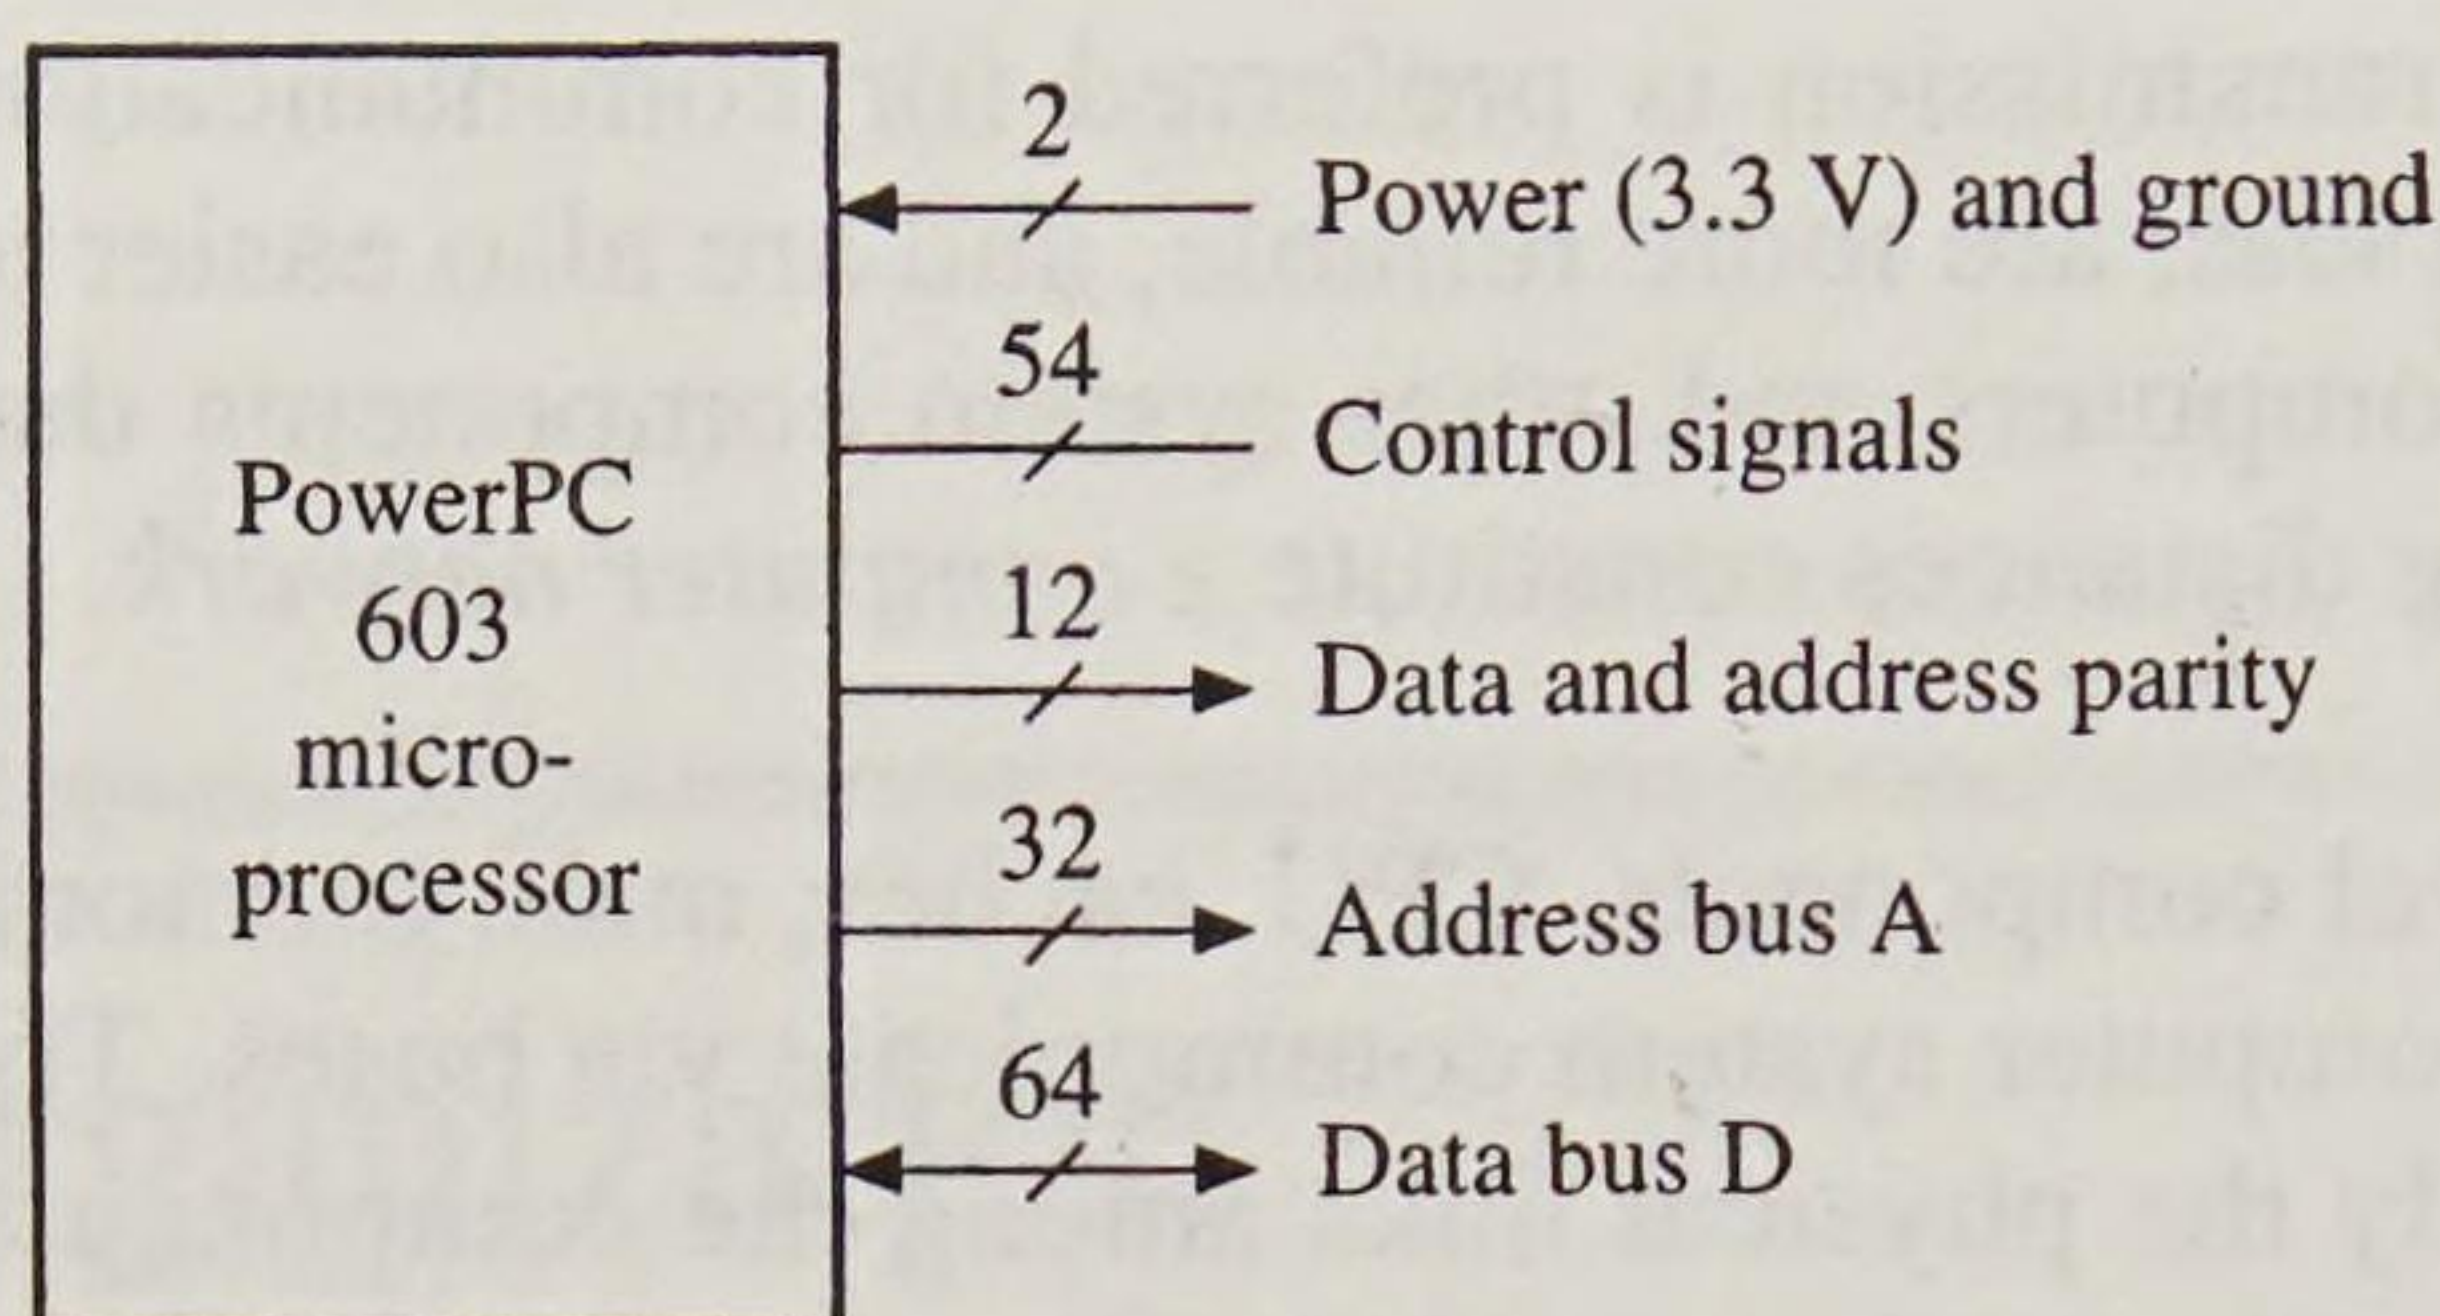 PowerPC
603
micro-
processor
2
Power (3.3 V) and ground
54
Control signals
12
Data and address parity
32
Address bus A
64
Data bus D